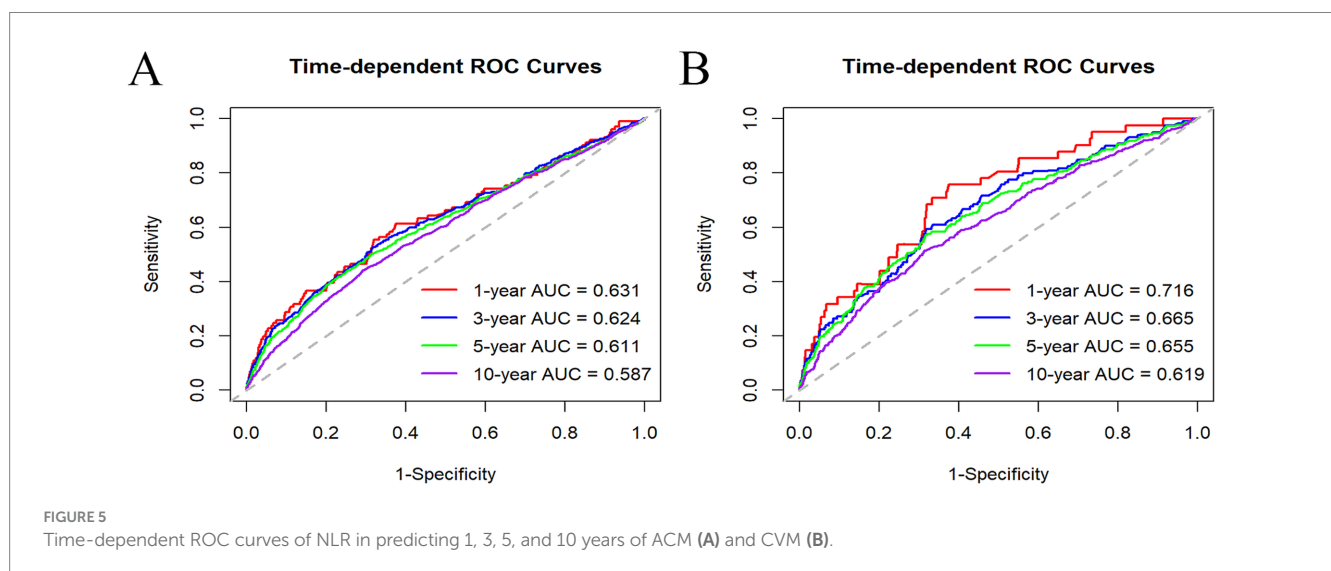 A
Time-dependent ROC Curves
Sensitivity
1.0
0.8
0.6
0.4
0.2
0.0
1-year AUC = 0.631
3-year AUC = 0.624
5-year AUC = 0.611
10-year AUC = 0.587
0.0 0.2 0.4 0.6 0.8 1.0
1-Specificity
B
Time-dependent ROC Curves
Sensitivity
1.0
0.8
0.6
0.4
0.2
0.0
1-year AUC = 0.716
3-year AUC = 0.665
5-year AUC = 0.655
10-year AUC = 0.619
0.0 0.2 0.4 0.6 0.8 1.0
1-Specificity
FIGURE 5
Time-dependent ROC curves of NLR in predicting 1, 3, 5, and 10 years of ACM (A) and CVM (B).